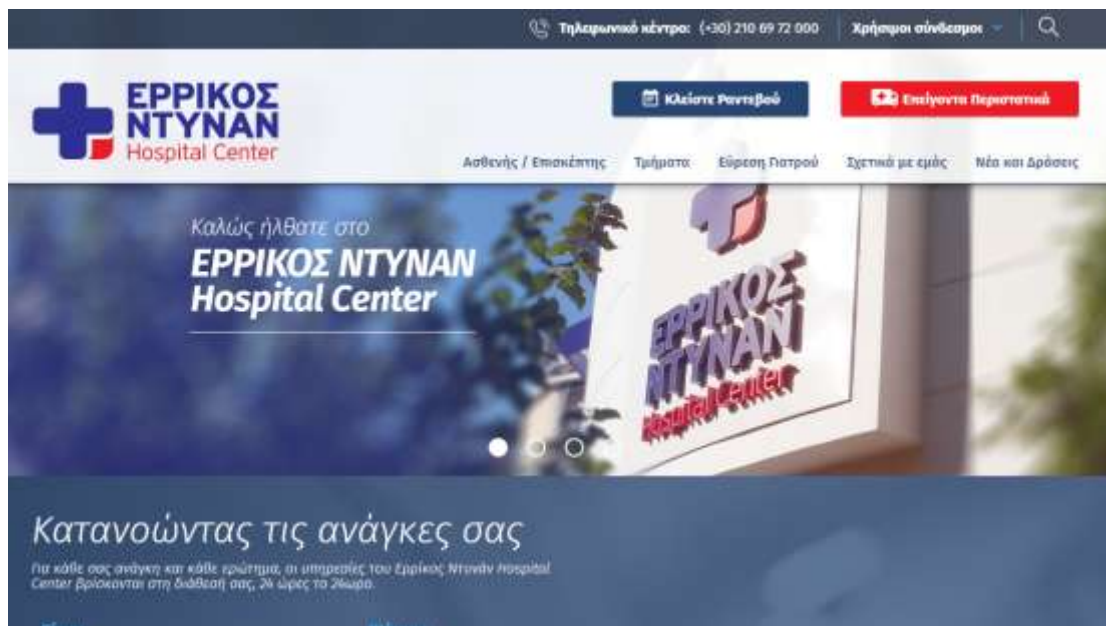 Τηλεφωνικό κέντρο: (+30) 210 69 72 000 Χρήσιμοι σύνδεσμοι
ΕΡΡΙΚΟΣ
ΝΤΥΝΑΝ
Hospital Center
Κλείστε Ραντεβού
Επείγοντα Περιστατικά
Ασθενής / Επισκέπτης Τμήματα Εύρεση Γιατρού Σχετικά με εμάς Νέα και Δράσεις
Καλώς ήλθατε στο
ΕΡΡΙΚΟΣ ΝΤΥΝΑΝ
Hospital Center
ΕΡΡΙΚΟΣ
ΝΤΥΝΑΝ
Hospital Center
Κατανοώντας τις ανάγκες σας
Για κάθε σας ανάγκη και κάθε ερώτημα, οι υπηρεσίες του Ερρίκος Ντυνάν Hospital
Center βρίσκονται στη διάθεσή σας, 24 ώρες το 24ωρο.